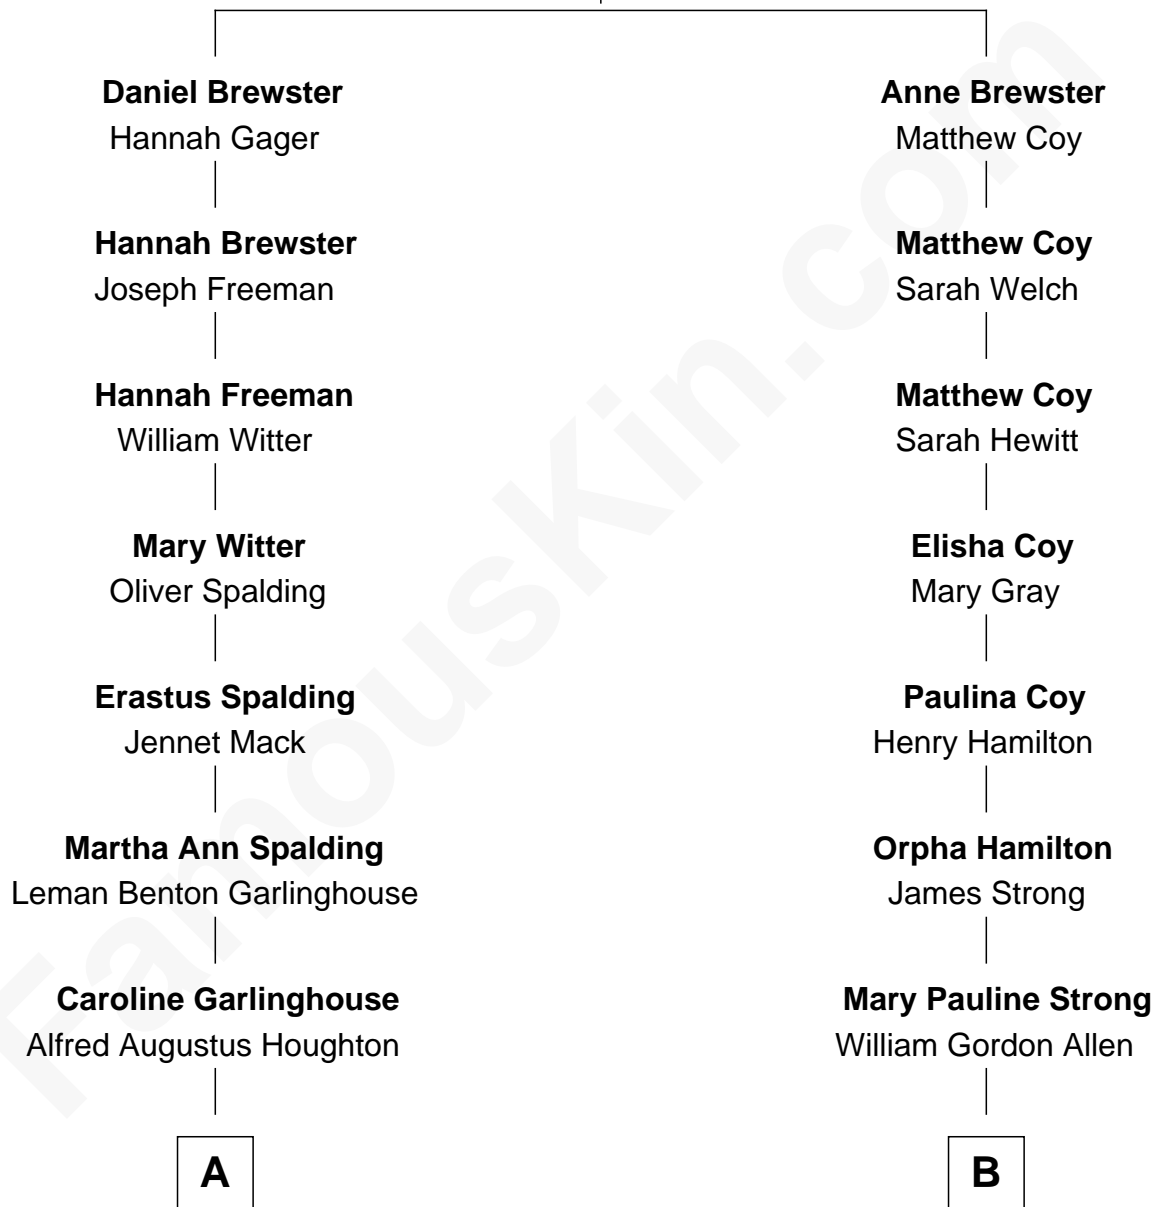 Daniel Brewster
Hannah Gager
Hannah Brewster
Joseph Freeman
Hannah Freeman
William Witter
Mary Witter
Oliver Spalding
Erastus Spalding
Jennet Mack
Martha Ann Spalding
Leman Benton Garlinghouse
Caroline Garlinghouse
Alfred Augustus Houghton
A
Anne Brewster
Matthew Coy
Matthew Coy
Sarah Welch
Matthew Coy
Sarah Hewitt
Elisha Coy
Mary Gray
Paulina Coy
Henry Hamilton
Orpha Hamilton
James Strong
Mary Pauline Strong
William Gordon Allen
B
FamousKin.com